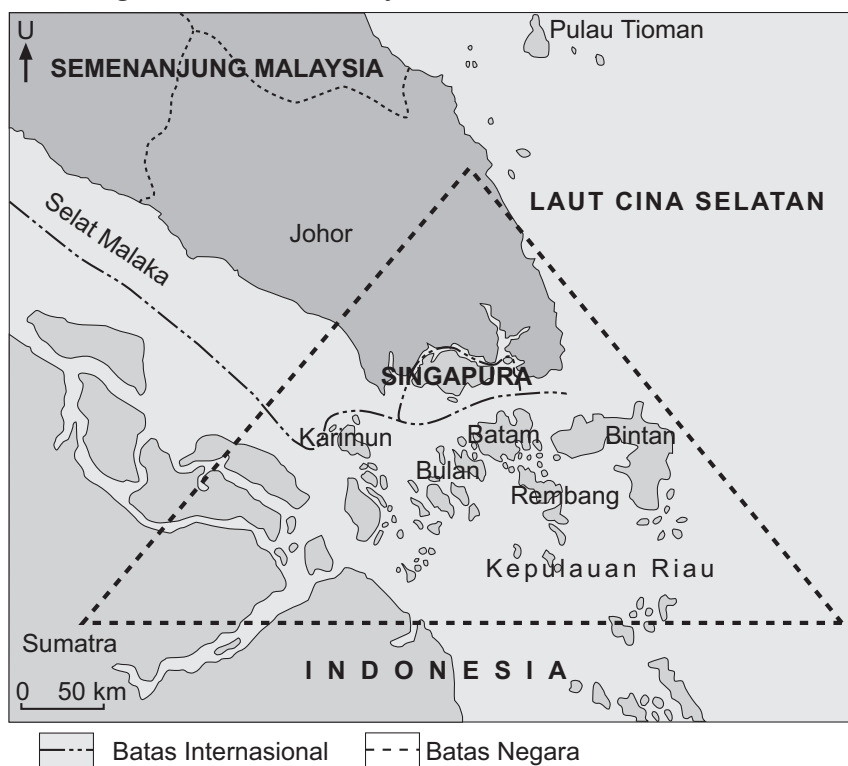 U
Pulau Tioman
SEMENANJUNG MALAYSIA
LAUT CINA SELATAN
Selat Malaka
Johor
SINGAPURA
Karimun
Batam
Bintan
Bulan
Rembang
Kepulauan Riau
Sumatra
INDONESIA
0 50 km
Batas Internasional
Batas Negara